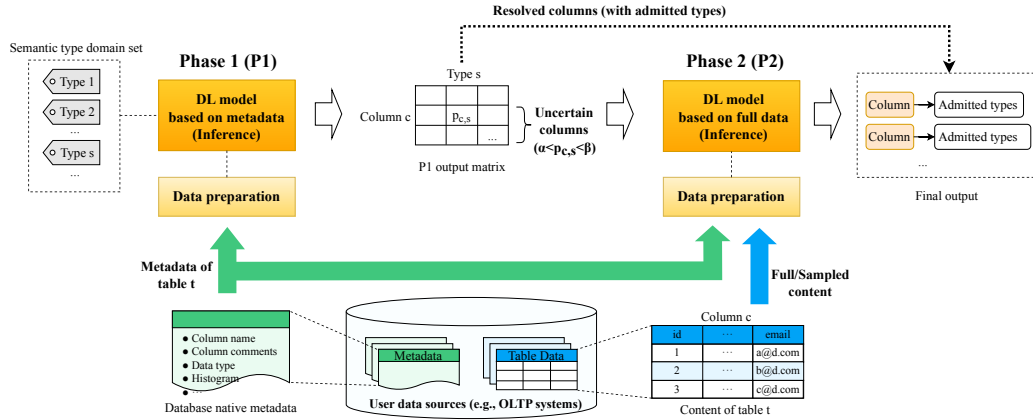 Resolved columns (with admitted types)
Semantic type domain set
Type 1
Type 2
...
Type s
...
Phase 1 (P1)
DL model
based on metadata
(Inference)
Data preparation
Type s
Column c
p_{c,s}
...
P1 output matrix
Uncertain
columns
(α<p_{c,s}<β)
Phase 2 (P2)
DL model
based on full data
(Inference)
Data preparation
Column
Admitted types
Column
Admitted types
...
Final output
Metadata of
table t
Full/Sampled
content
● Column name
● Column comments
● Data type
● Histogram
● ...
Database native metadata
Metadata
Table Data
User data sources (e.g., OLTP systems)
Column c
id ... email
1 ... a@d.com
2 ... b@d.com
3 ... c@d.com
Content of table t